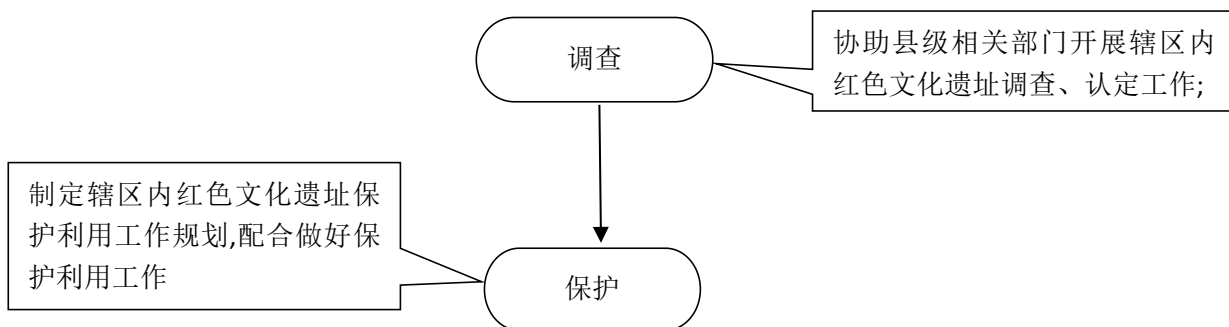 调查
协助县级相关部门开展辖区内
红色文化遗址调查、认定工作;
制定辖区内红色文化遗址保
护利用工作规划,配合做好保
护利用工作
保护